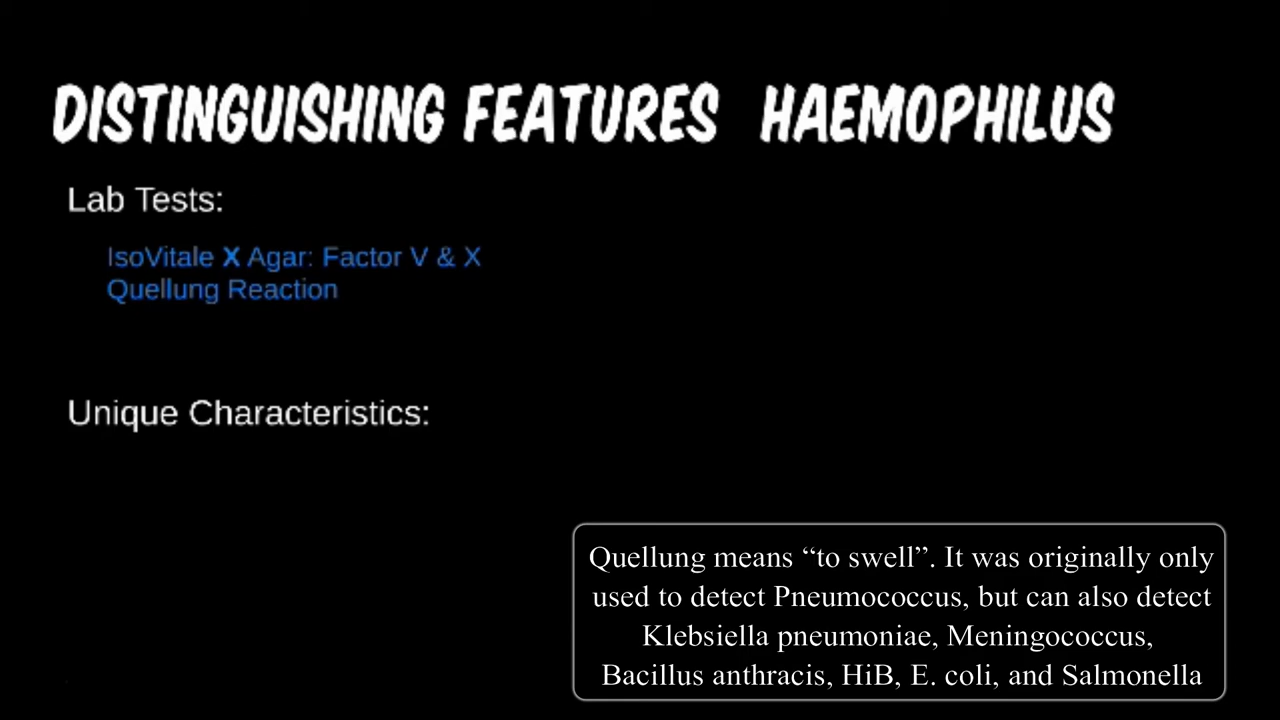 DISTINGUISHING FEATURES HAEMOPHILUS
Lab Tests:
IsoVitale X Agar: Factor V & X
Quellung Reaction
Unique Characteristics:
Quellung means “to swell”. It was originally only
used to detect Pneumococcus, but can also detect
Klebsiella pneumoniae, Meningococcus,
Bacillus anthracis, HiB, E. coli, and Salmonella